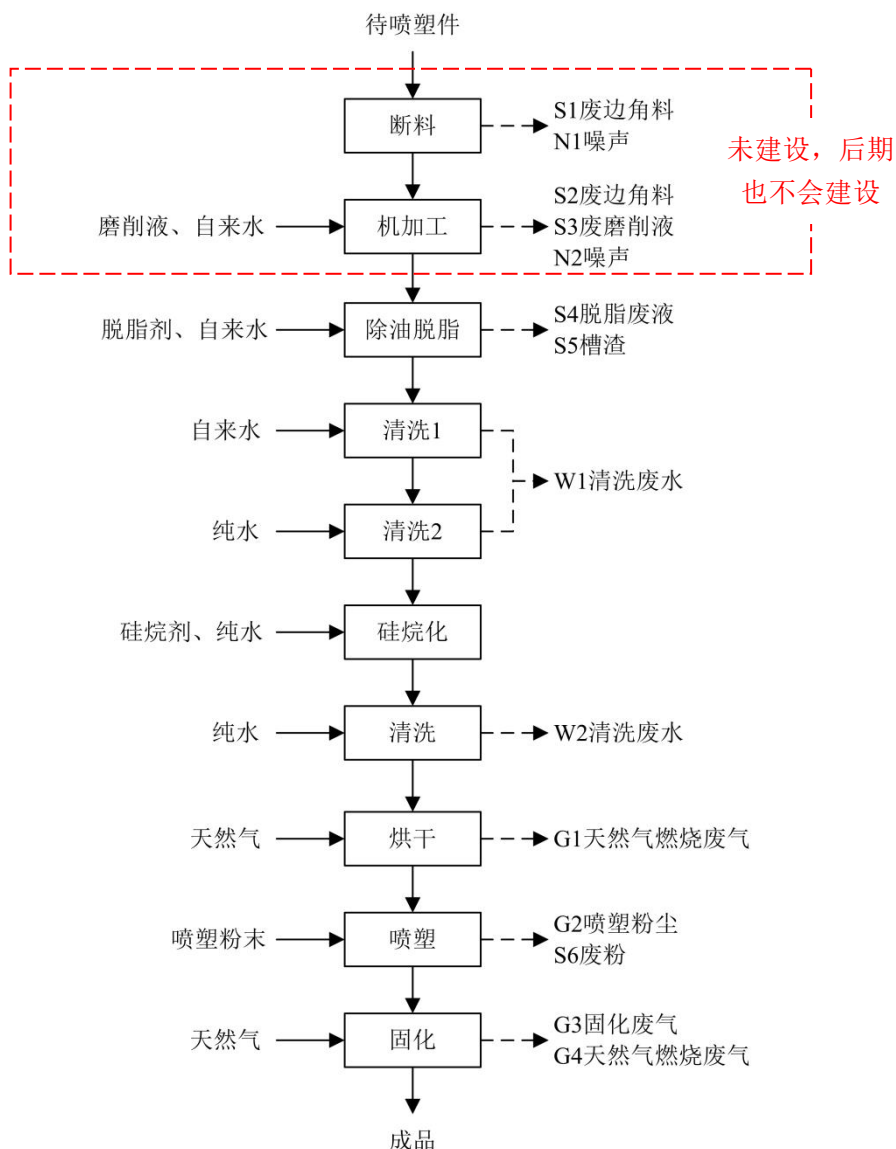 待喷塑件
断料
S1废边角料
N1噪声
未建设，后期
也不会建设
磨削液、自来水
机加工
S2废边角料
S3废磨削液
N2噪声
脱脂剂、自来水
除油脱脂
S4脱脂废液
S5槽渣
自来水
清洗1
W1清洗废水
纯水
清洗2
硅烷剂、纯水
硅烷化
纯水
清洗
W2清洗废水
天然气
烘干
G1天然气燃烧废气
喷塑粉末
喷塑
G2喷塑粉尘
S6废粉
天然气
固化
G3固化废气
G4天然气燃烧废气
成品